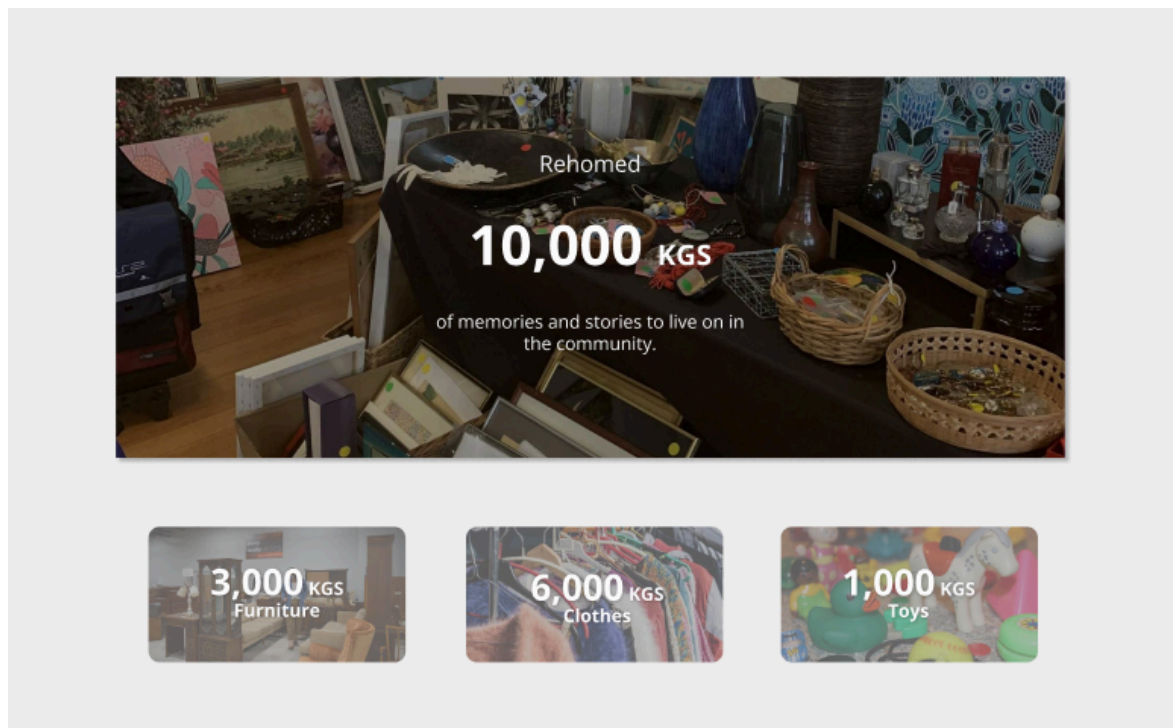 Rehomed
10,000 KGS
of memories and stories to live on in
the community.
3,000 KGS
Furniture
6,000 KGS
Clothes
1,000 KGS
Toys